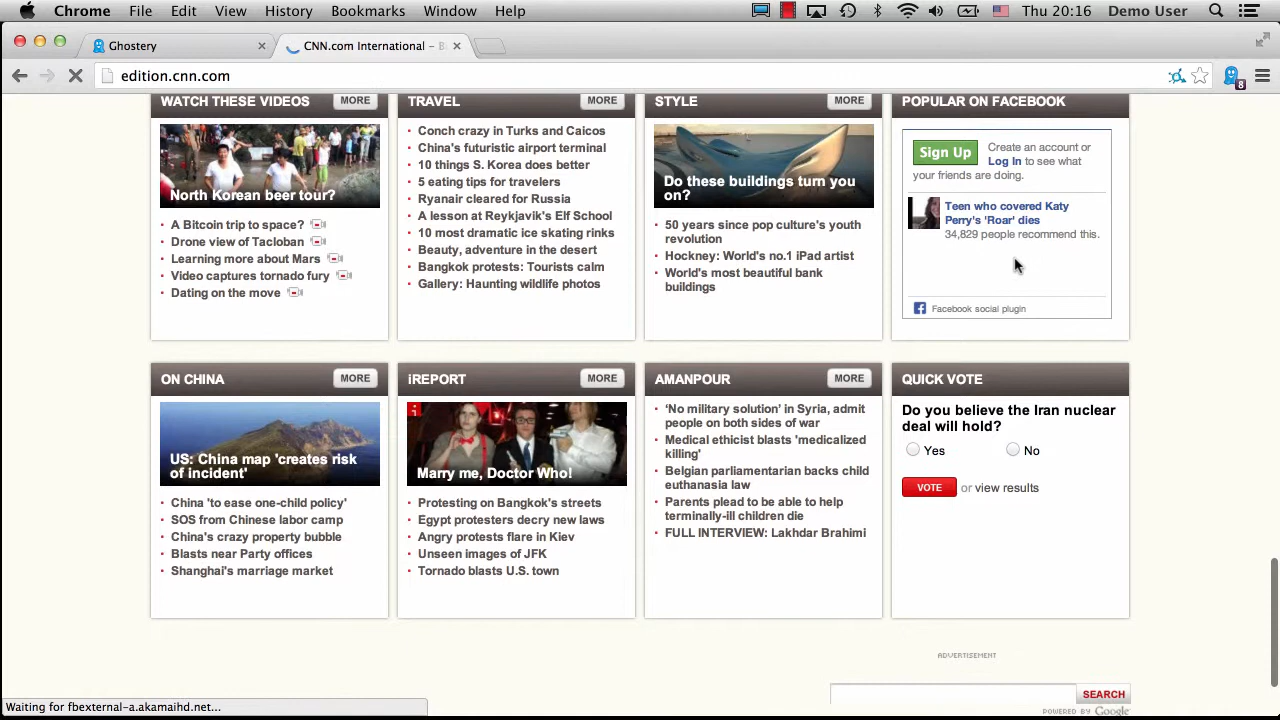 Chrome File Edit View History Bookmarks Window Help Thu 20:16 Demo User
Ghostery
CNN.com International – B
edition.cnn.com
8
WATCH THESE VIDEOS MORE
North Korean beer tour?
A Bitcoin trip to space?
Drone view of Tacloban
Learning more about Mars
Video captures tornado fury
Dating on the move
TRAVEL MORE
Conch crazy in Turks and Caicos
China's futuristic airport terminal
10 things S. Korea does better
5 eating tips for travelers
Ryanair cleared for Russia
A lesson at Reykjavik's Elf School
10 most dramatic ice skating rinks
Beauty, adventure in the desert
Bangkok protests: Tourists calm
Gallery: Haunting wildlife photos
STYLE MORE
Do these buildings turn you
on?
50 years since pop culture's youth
revolution
Hockney: World's no.1 iPad artist
World's most beautiful bank
buildings
POPULAR ON FACEBOOK
Sign Up
Create an account or
Log In to see what
your friends are doing.
Teen who covered Katy
Perry's 'Roar' dies
34,829 people recommend this.
Facebook social plugin
ON CHINA MORE
US: China map 'creates risk
of incident'
China 'to ease one-child policy'
SOS from Chinese labor camp
China's crazy property bubble
Blasts near Party offices
Shanghai's marriage market
iREPORT MORE
Marry me, Doctor Who!
Protesting on Bangkok's streets
Egypt protesters decry new laws
Angry protests flare in Kiev
Unseen images of JFK
Tornado blasts U.S. town
AMANPOUR MORE
‘No military solution’ in Syria, admit
people on both sides of war
Medical ethicist blasts 'medicalized
killing'
Belgian parliamentarian backs child
euthanasia law
Parents plead to be able to help
terminally-ill children die
FULL INTERVIEW: Lakhdar Brahimi
QUICK VOTE
Do you believe the Iran nuclear
deal will hold?
Yes No
VOTE or view results
ADVERTISEMENT
SEARCH
POWERED BY Google
Waiting for fbexternal-a.akamaihd.net...